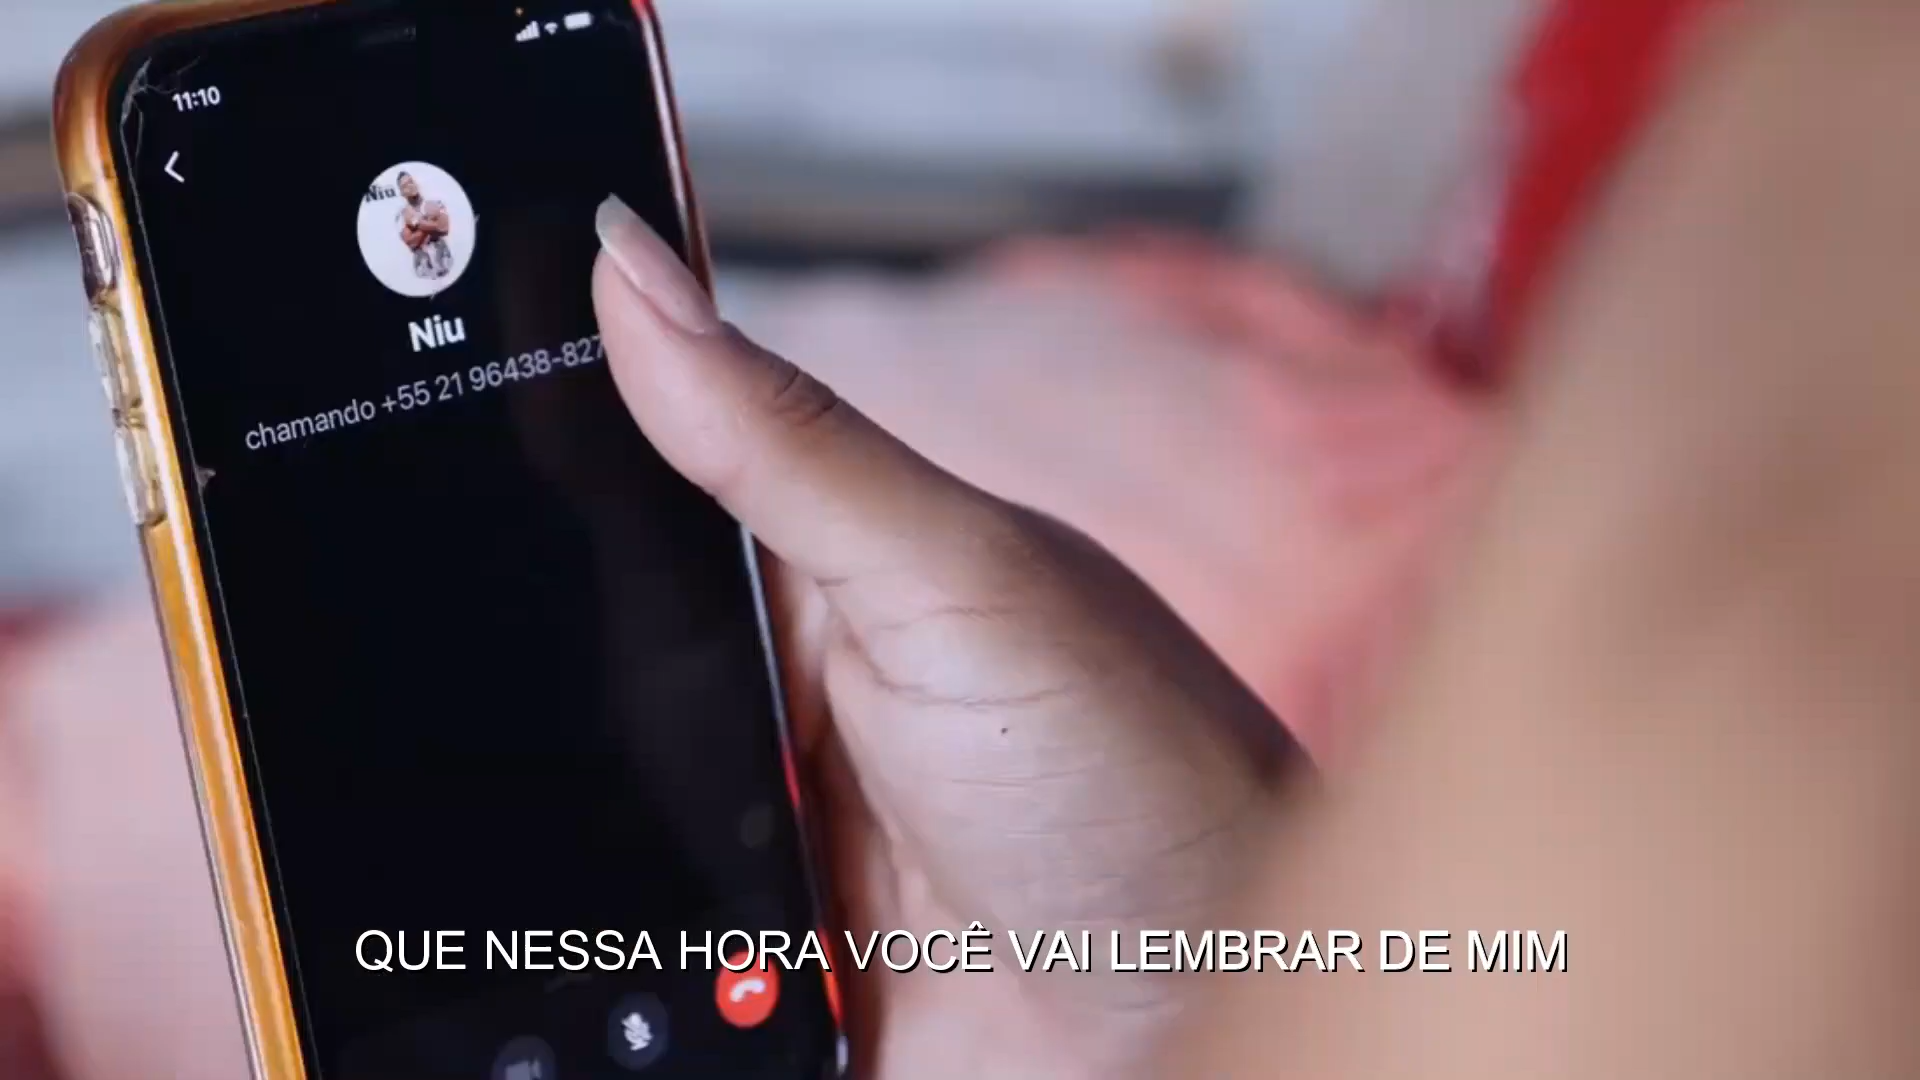 11:10
Niu
Niu
chamando +55 21 96438-827
QUE NESSA HORA VOCÊ VAI LEMBRAR DE MIM